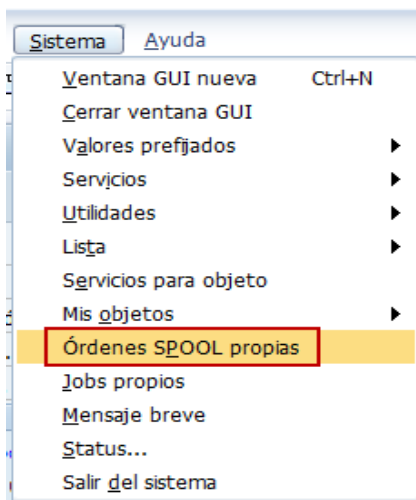 Sistema Ayuda
Ventana GUI nueva Ctrl+N
Cerrar ventana GUI
Valores prefijados
Servicios
Utilidades
Lista
Servicios para objeto
Mis objetos
Órdenes SPOOL propias
Jobs propios
Mensaje breve
Status...
Salir del sistema